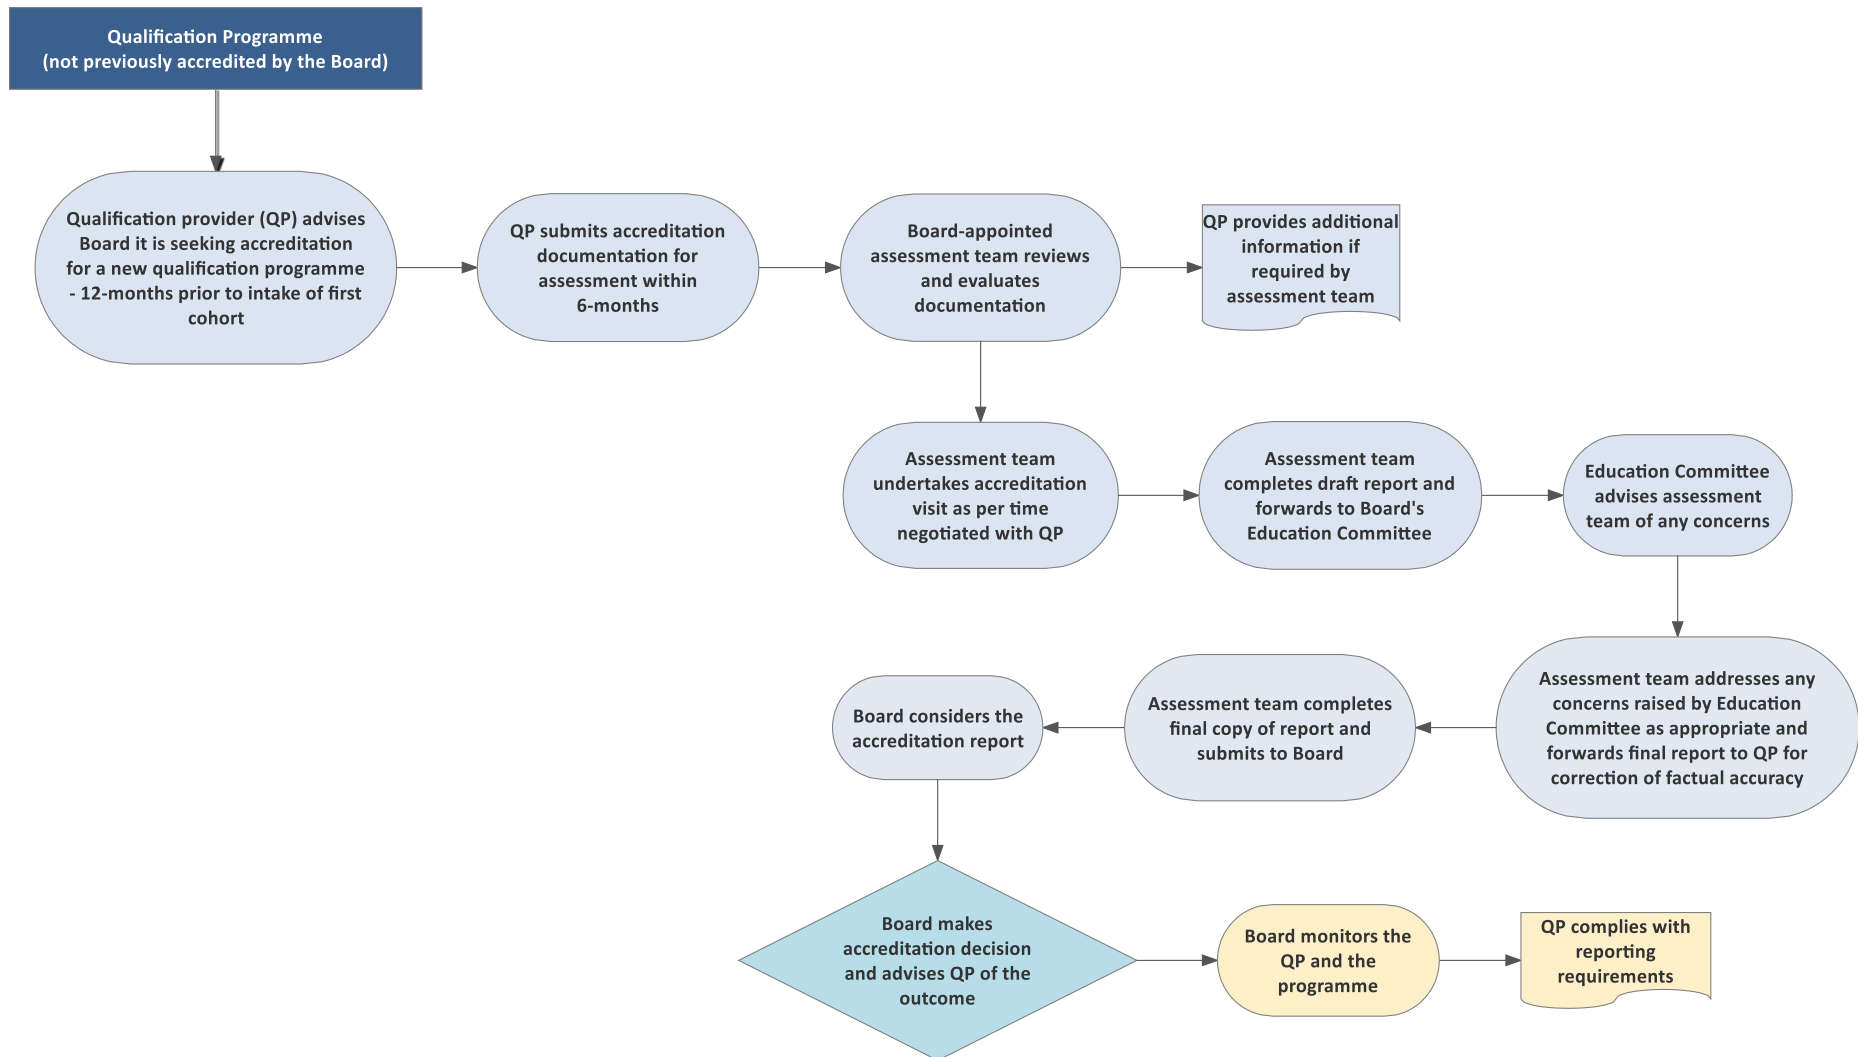 Qualification Programme
(not previously accredited by the Board)
Qualification provider (QP) advises
Board it is seeking accreditation
for a new qualification programme
- 12-months prior to intake of first
cohort
QP submits accreditation
documentation for
assessment within
6-months
Board-appointed
assessment team reviews
and evaluates
documentation
QP provides additional
information if
required by
assessment team
Assessment team
undertakes accreditation
visit as per time
negotiated with QP
Assessment team
completes draft report and
forwards to Board's
Education Committee
Education Committee
advises assessment
team of any concerns
Assessment team addresses any
concerns raised by Education
Committee as appropriate and
forwards final report to QP for
correction of factual accuracy
Assessment team completes
final copy of report and
submits to Board
Board considers the
accreditation report
Board makes
accreditation decision
and advises QP of the
outcome
Board monitors the
QP and the
programme
QP complies with
reporting
requirements